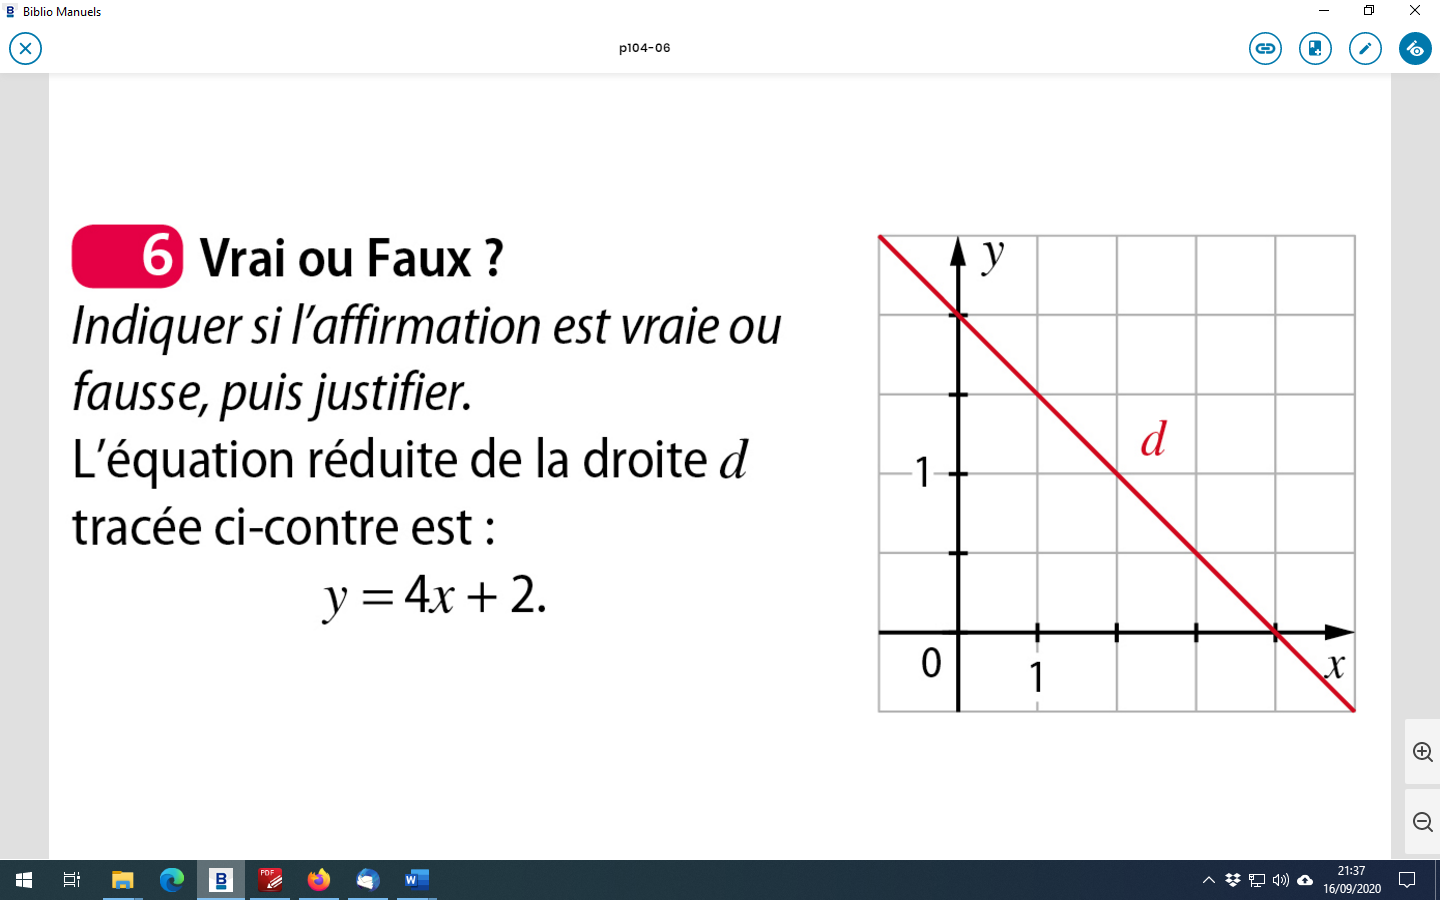 Biblio Manuels
p104-06
6 Vrai ou Faux ?
Indiquer si l’affirmation est vraie ou
fausse, puis justifier.
L’équation réduite de la droite d
tracée ci-contre est :
y = 4x + 2.
y
d
1
0
1
x
21:37
16/09/2020